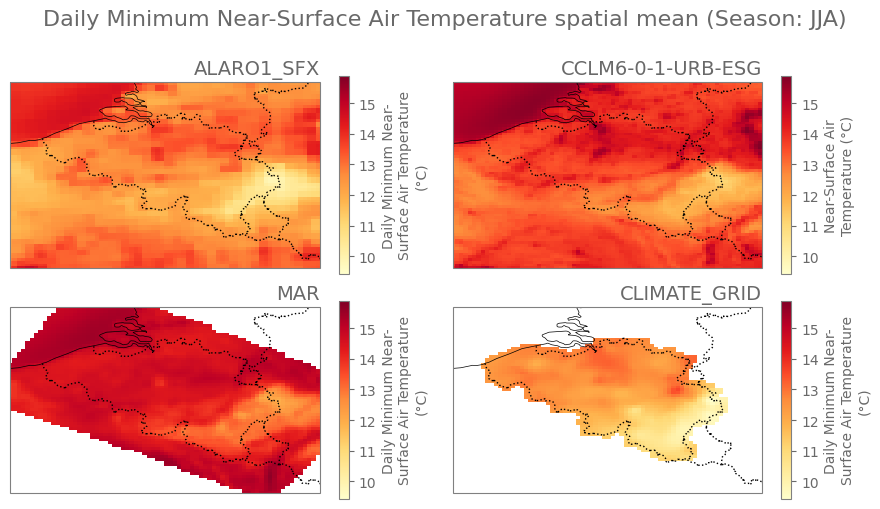 Daily Minimum Near-Surface Air Temperature spatial mean (Season: JJA)
ALARO1_SFX
15
14
13
12
11
10
Daily Minimum Near-
Surface Air Temperature
(°C)
CCLM6-0-1-URB-ESG
15
14
13
12
11
10
Near-Surface Air
Temperature (°C)
MAR
15
14
13
12
11
10
Daily Minimum Near-
Surface Air Temperature
(°C)
CLIMATE_GRID
15
14
13
12
11
10
Daily Minimum Near-
Surface Air Temperature
(°C)